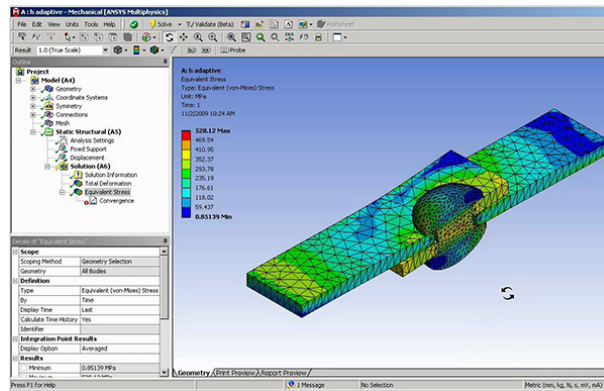 A : h adaptive - Mechanical [ANSYS Multiphysics]
File Edit View Units Tools Help Solve ?/Validate (Beta) Worksheet
Result 1.0 (True Scale) Probe
Outline
Project
Model (A4)
Geometry
Coordinate Systems
Symmetry
Connections
Mesh
Static Structural (A5)
Analysis Settings
Fixed Support
Displacement
Solution (A6)
Solution Information
Total Deformation
Equivalent Stress
Convergence
A: h adaptive
Equivalent Stress
Type: Equivalent (von-Mises) Stress
Unit: MPa
Time: 1
11/2/2009 10:24 AM
528.12 Max
469.54
410.95
352.37
293.78
235.19
176.61
118.02
59.437
0.85139 Min
Details of "Equivalent Stress"
Scope
Scoping Method Geometry Selection
Geometry All Bodies
Definition
Type Equivalent (von-Mises) Stress
By Time
Display Time Last
Calculate Time History Yes
Identifier
Integration Point Results
Display Option Averaged
Results
Minimum 0.85139 MPa
Geometry Print Preview Report Preview
Press F1 for Help 1 Message No Selection Metric (mm, kg, N, s, mV, mA)